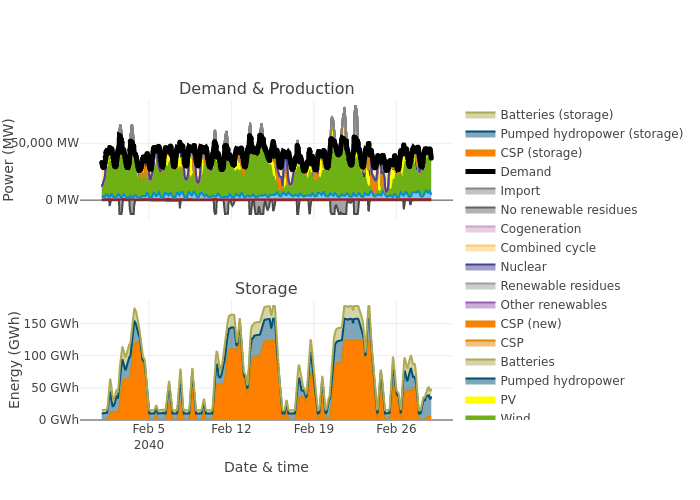 Demand & Production
Power (MW)
50,000 MW
0 MW
Storage
Energy (GWh)
150 GWh
100 GWh
50 GWh
0 GWh
Feb 5
2040
Feb 12
Feb 19
Feb 26
Date & time
Batteries (storage)
Pumped hydropower (storage)
CSP (storage)
Demand
Import
No renewable residues
Cogeneration
Combined cycle
Nuclear
Renewable residues
Other renewables
CSP (new)
CSP
Batteries
Pumped hydropower
PV
Wind